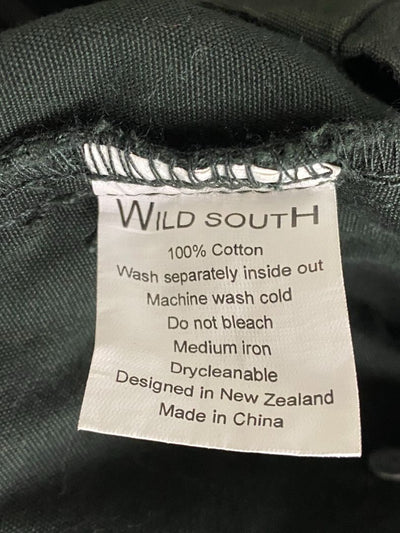 WILD SOUTH
100% Cotton
Wash separately inside out
Machine wash cold
Do not bleach
Medium iron
Drycleanable
Designed in New Zealand
Made in China